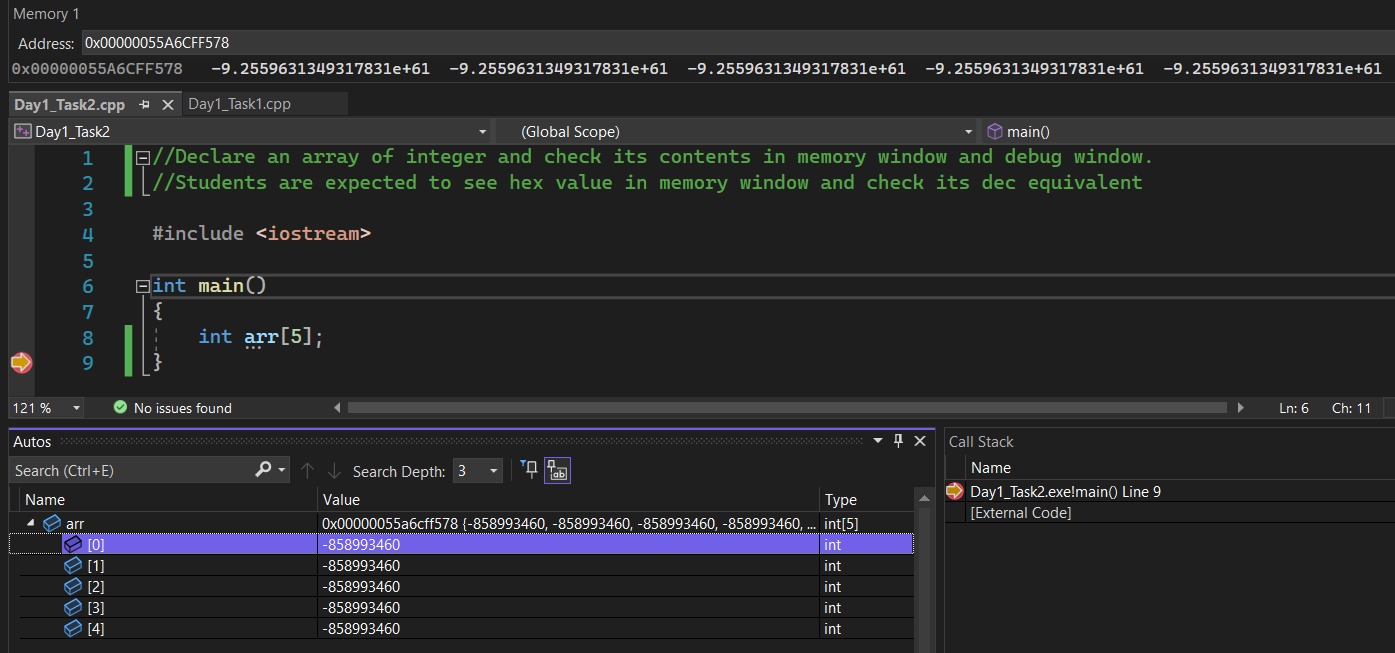 Memory 1
Address: 0x00000055A6CFF578
0x00000055A6CFF578 -9.2559631349317831e+61 -9.2559631349317831e+61 -9.2559631349317831e+61 -9.2559631349317831e+61 -9.2559631349317831e+61
Day1_Task2.cpp Day1_Task1.cpp
Day1_Task2 (Global Scope) main()
1 //Declare an array of integer and check its contents in memory window and debug window.
2 //Students are expected to see hex value in memory window and check its dec equivalent
3
4 #include <iostream>
5
6 int main()
7 {
8 int arr[5];
9 }
121 % No issues found Ln: 6 Ch: 11
Autos
Search (Ctrl+E) Search Depth: 3
Name Value Type
arr 0x00000055a6cff578 {-858993460, -858993460, -858993460, -858993460, ... int[5]
[0] -858993460 int
[1] -858993460 int
[2] -858993460 int
[3] -858993460 int
[4] -858993460 int
Call Stack
Name
Day1_Task2.exe!main() Line 9
[External Code]